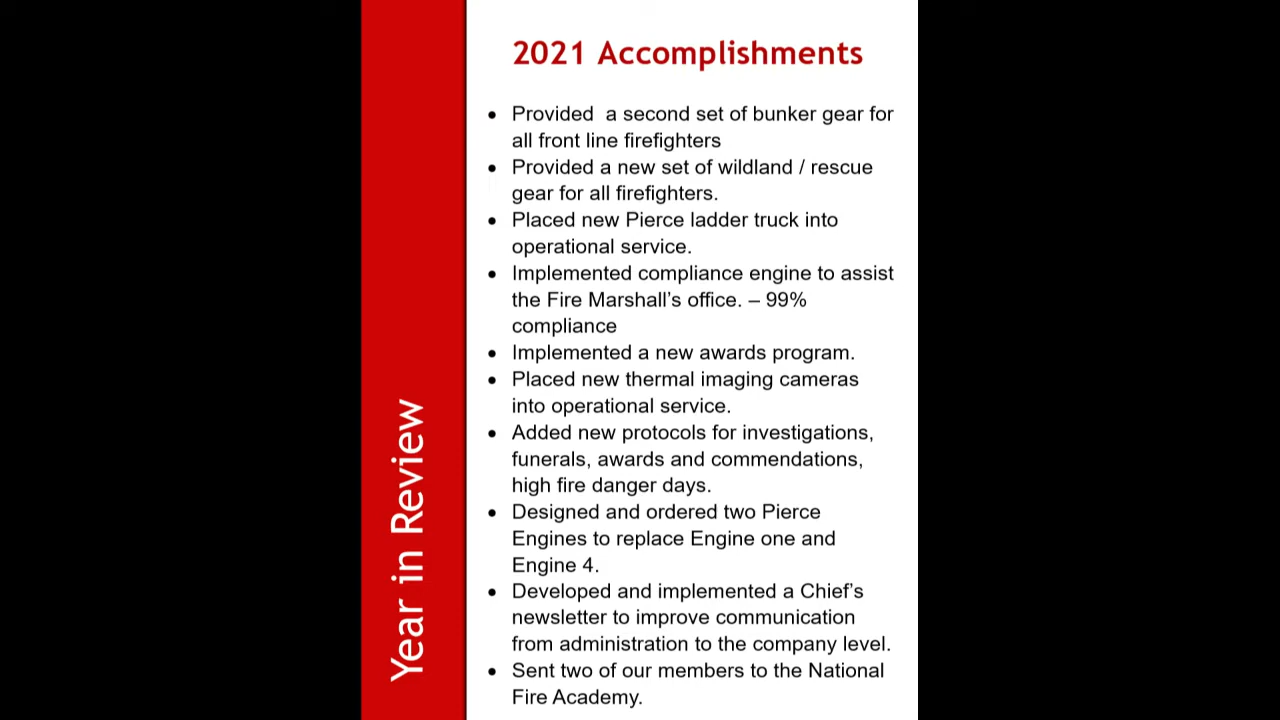 2021 Accomplishments
• Provided  a second set of bunker gear for
all front line firefighters
• Provided a new set of wildland / rescue
gear for all firefighters.
• Placed new Pierce ladder truck into
operational service.
• Implemented compliance engine to assist
the Fire Marshall’s office. – 99%
compliance
• Implemented a new awards program.
• Placed new thermal imaging cameras
into operational service.
• Added new protocols for investigations,
funerals, awards and commendations,
high fire danger days.
• Designed and ordered two Pierce
Engines to replace Engine one and
Engine 4.
• Developed and implemented a Chief’s
newsletter to improve communication
from administration to the company level.
• Sent two of our members to the National
Fire Academy.
Year in Review